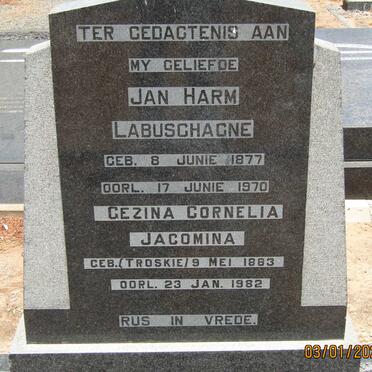 TER GEDAGTENIS AAN
MY GELIEFDE
JAN HARM
LABUSCHAGNE
GEB. 8 JUNIE 1877
OORL. 17 JUNIE 1970
GEZINA CORNELIA
JACOMINA
GEB. (TROSKIE) 9 MEI 1883
OORL. 23 JAN. 1982
RUS IN VREDE.